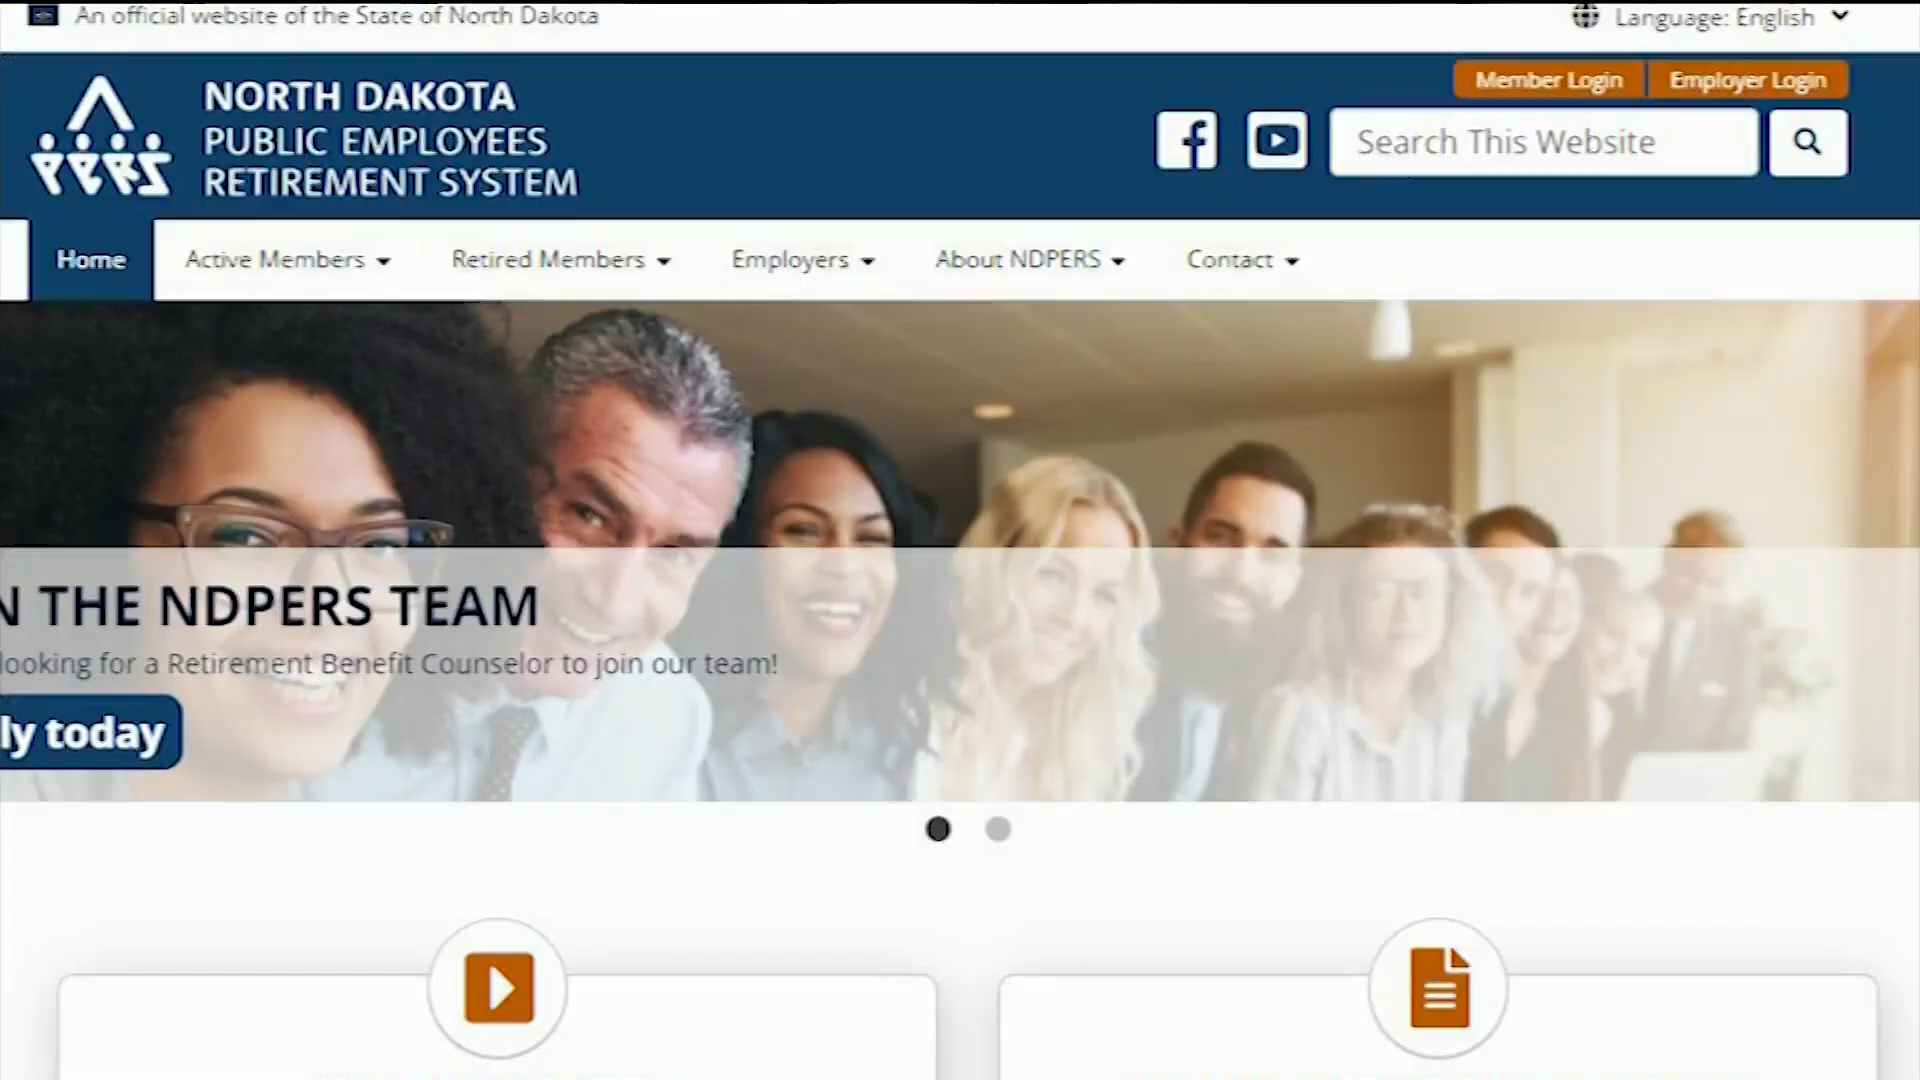 An official website of the State of North Dakota
Language: English
Member Login
Employer Login
PERS
NORTH DAKOTA
PUBLIC EMPLOYEES
RETIREMENT SYSTEM
Search This Website
Home
Active Members
Retired Members
Employers
About NDPERS
Contact
N THE NDPERS TEAM
looking for a Retirement Benefit Counselor to join our team!
ly today